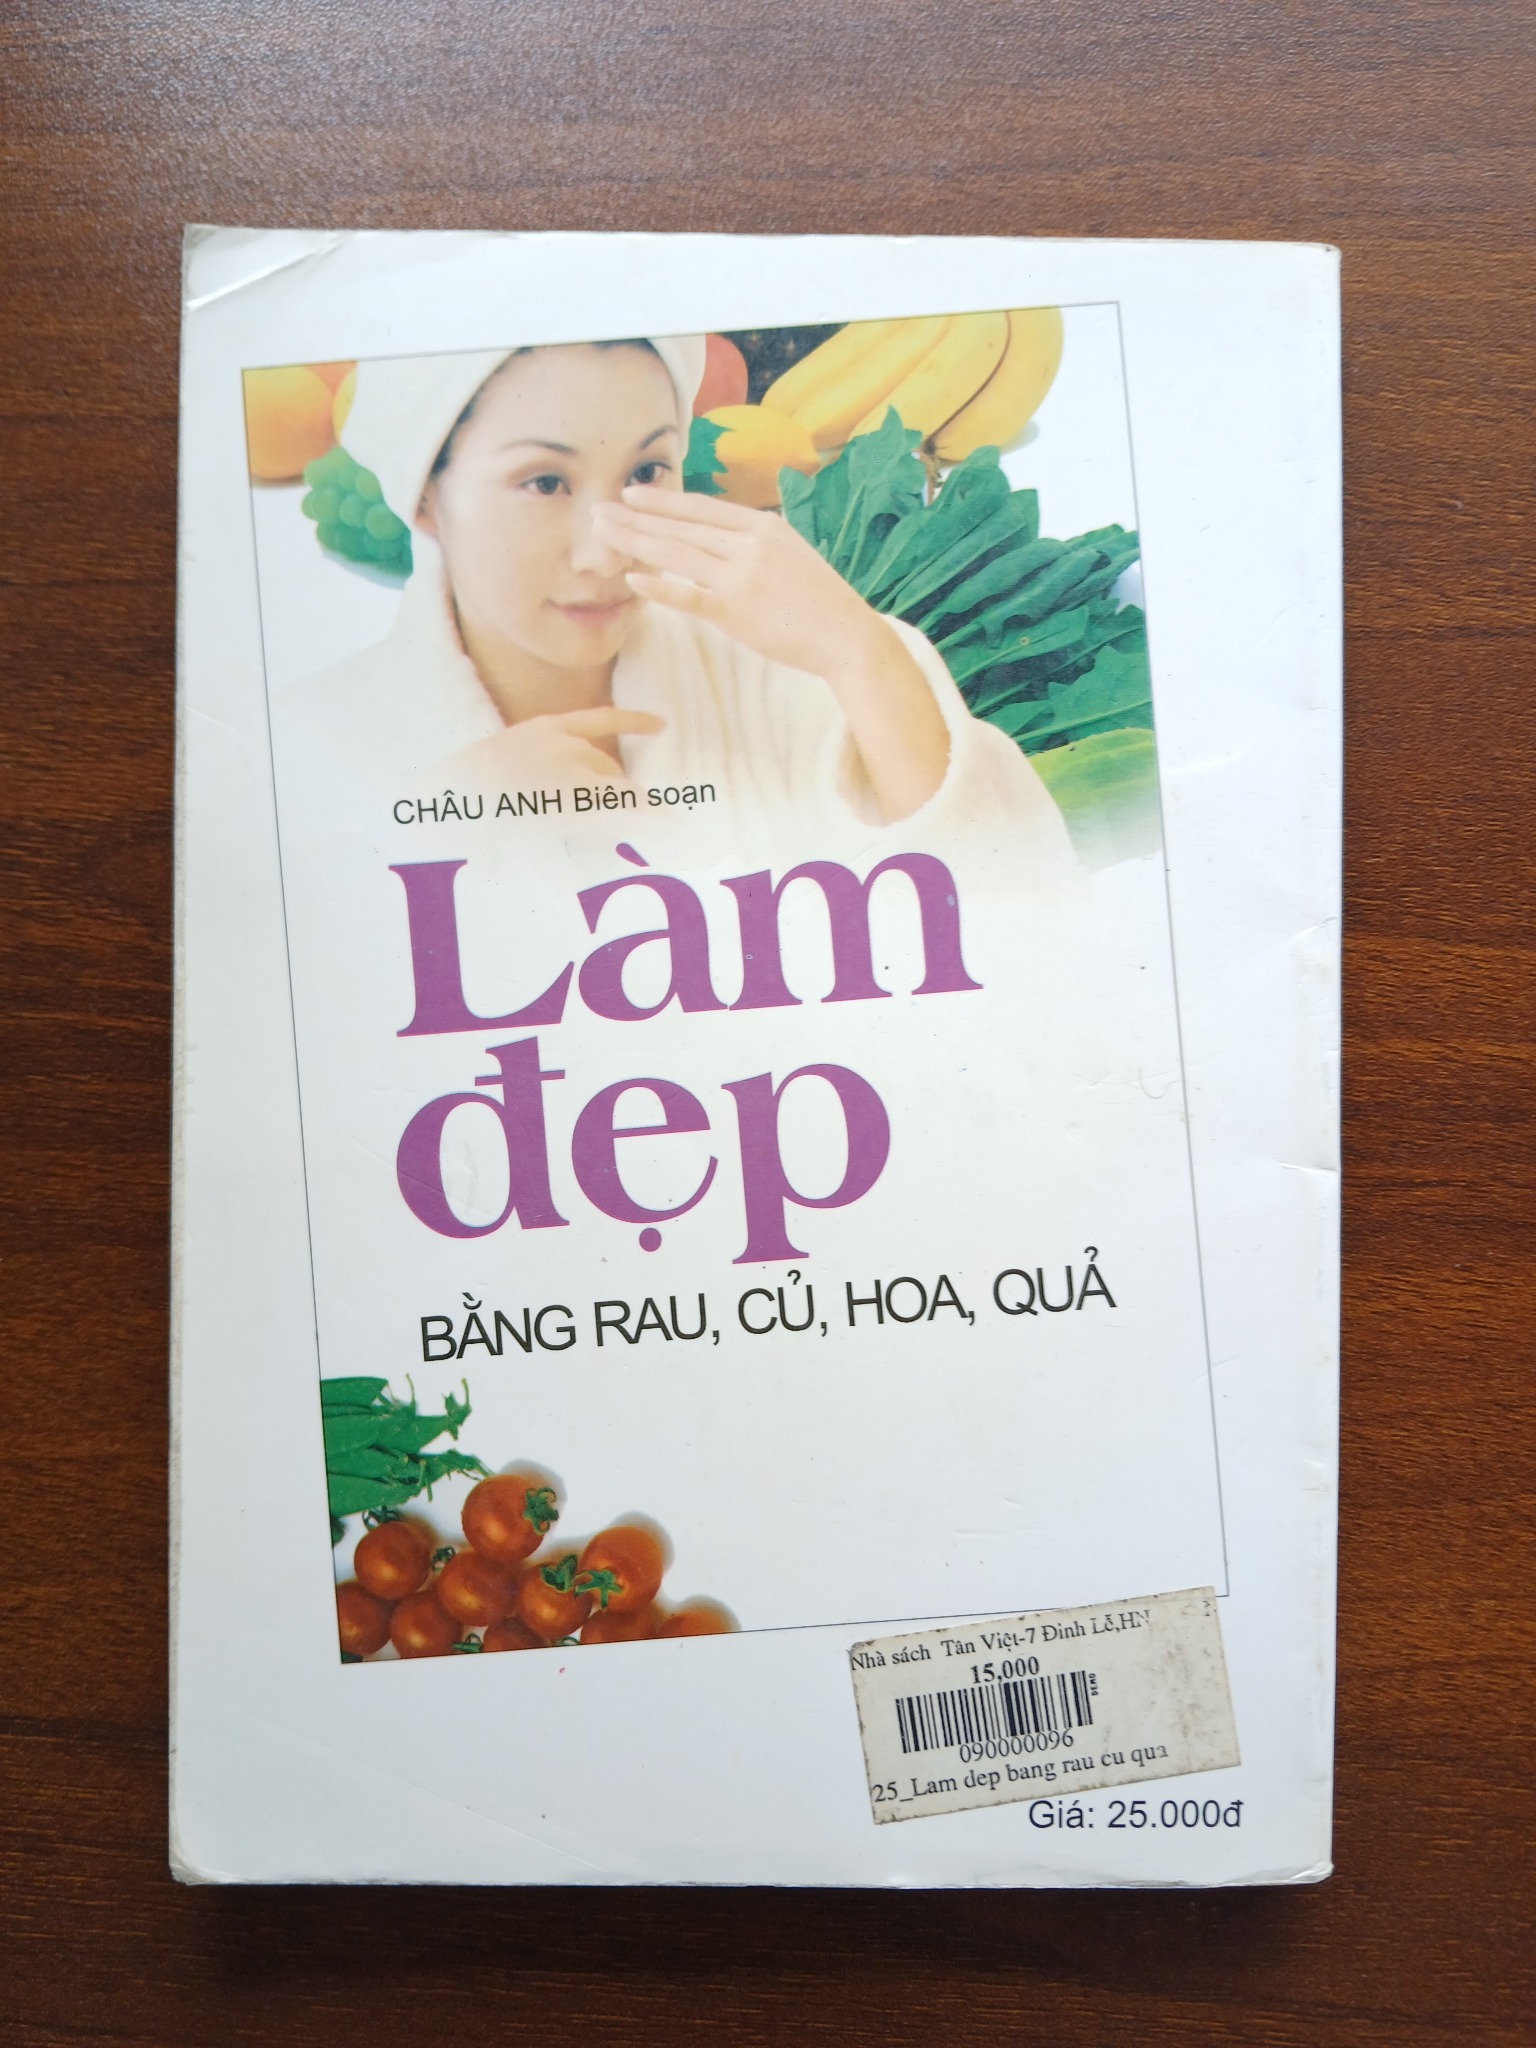 CHÂU ANH Biên soạn
Làm
đẹp
BẰNG RAU, CỦ, HOA, QUẢ
Nhà sách Tân Việt-7 Đinh Lễ,HN
15,000
DEMO
090000096
25_Lam dep bang rau cu qua
Giá: 25.000đ